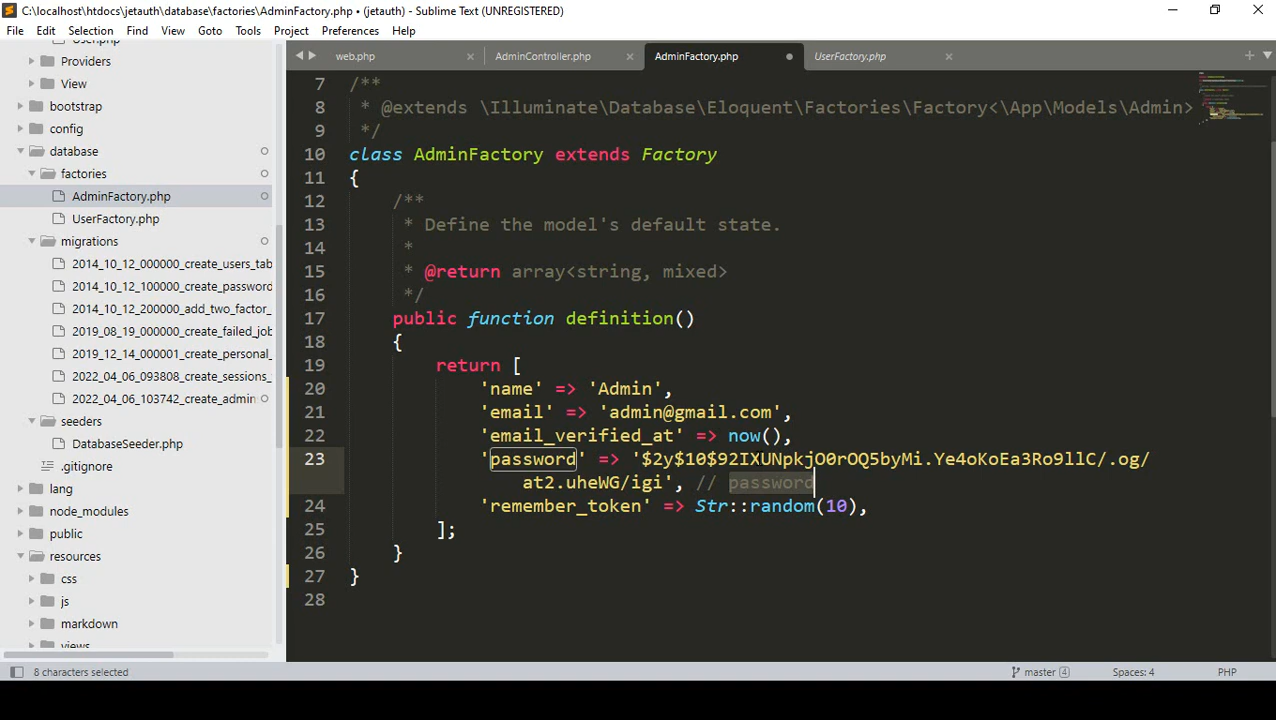 C:\localhost\htdocs\jetauth\database\factories\AdminFactory.php • (jetauth) - Sublime Text (UNREGISTERED)
File Edit Selection Find View Goto Tools Project Preferences Help
User.php
Providers
View
bootstrap
config
database
factories
AdminFactory.php
UserFactory.php
migrations
2014_10_12_000000_create_users_tab
2014_10_12_100000_create_password
2014_10_12_200000_add_two_factor_
2019_08_19_000000_create_failed_job
2019_12_14_000001_create_personal_
2022_04_06_093808_create_sessions_
2022_04_06_103742_create_admin
seeders
DatabaseSeeder.php
.gitignore
lang
node_modules
public
resources
css
js
markdown
views
web.php AdminController.php AdminFactory.php UserFactory.php
7 /**
8 * @extends \Illuminate\Database\Eloquent\Factories\Factory<\App\Models\Admin>
9 */
10 class AdminFactory extends Factory
11 {
12 /**
13 * Define the model's default state.
14 *
15 * @return array<string, mixed>
16 */
17 public function definition()
18 {
19 return [
20 'name' => 'Admin',
21 'email' => 'admin@gmail.com',
22 'email_verified_at' => now(),
23 'password' => '$2y$10$92IXUNpkjO0rOQ5byMi.Ye4oKoEa3Ro9llC/.og/
at2.uheWG/igi', // password
24 'remember_token' => Str::random(10),
25 ];
26 }
27 }
28
8 characters selected master 4 Spaces: 4 PHP